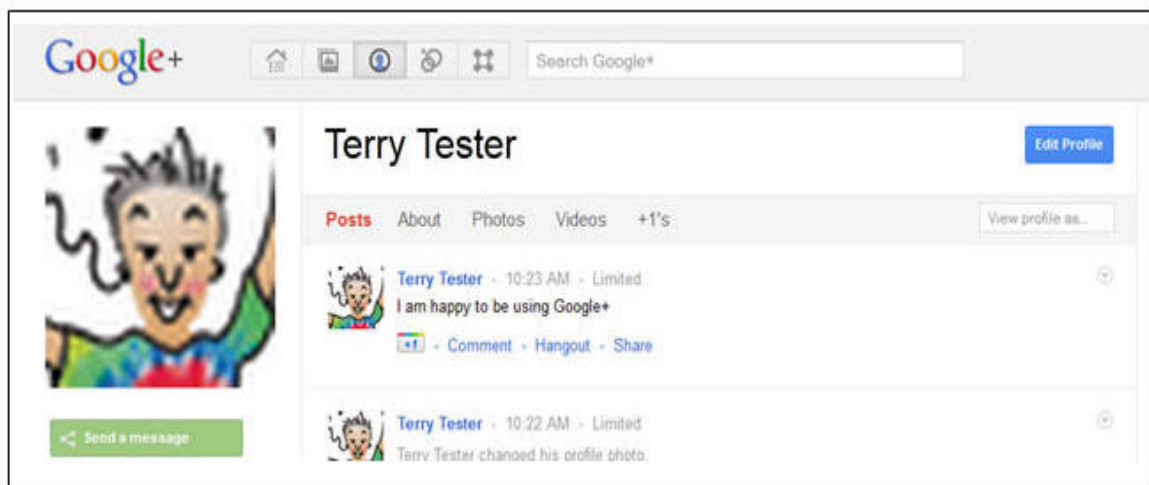 Google+
Search Google+
Terry Tester
Edit Profile
Posts About Photos Videos +1's
View profile as...
Terry Tester - 10:23 AM - Limited
I am happy to be using Google+
+1 - Comment - Hangout - Share
Send a message
Terry Tester - 10:22 AM - Limited
Terry Tester changed his profile photo.